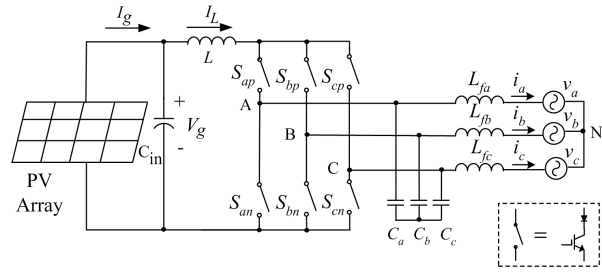 I_g
I_L
L
S_ap S_bp S_cp
L_fa i_a v_a
A
+
V_g
-
C_in
L_fb i_b v_b
B
N
L_fc i_c v_c
C
PV
Array
S_an S_bn S_cn
C_a C_b C_c
=